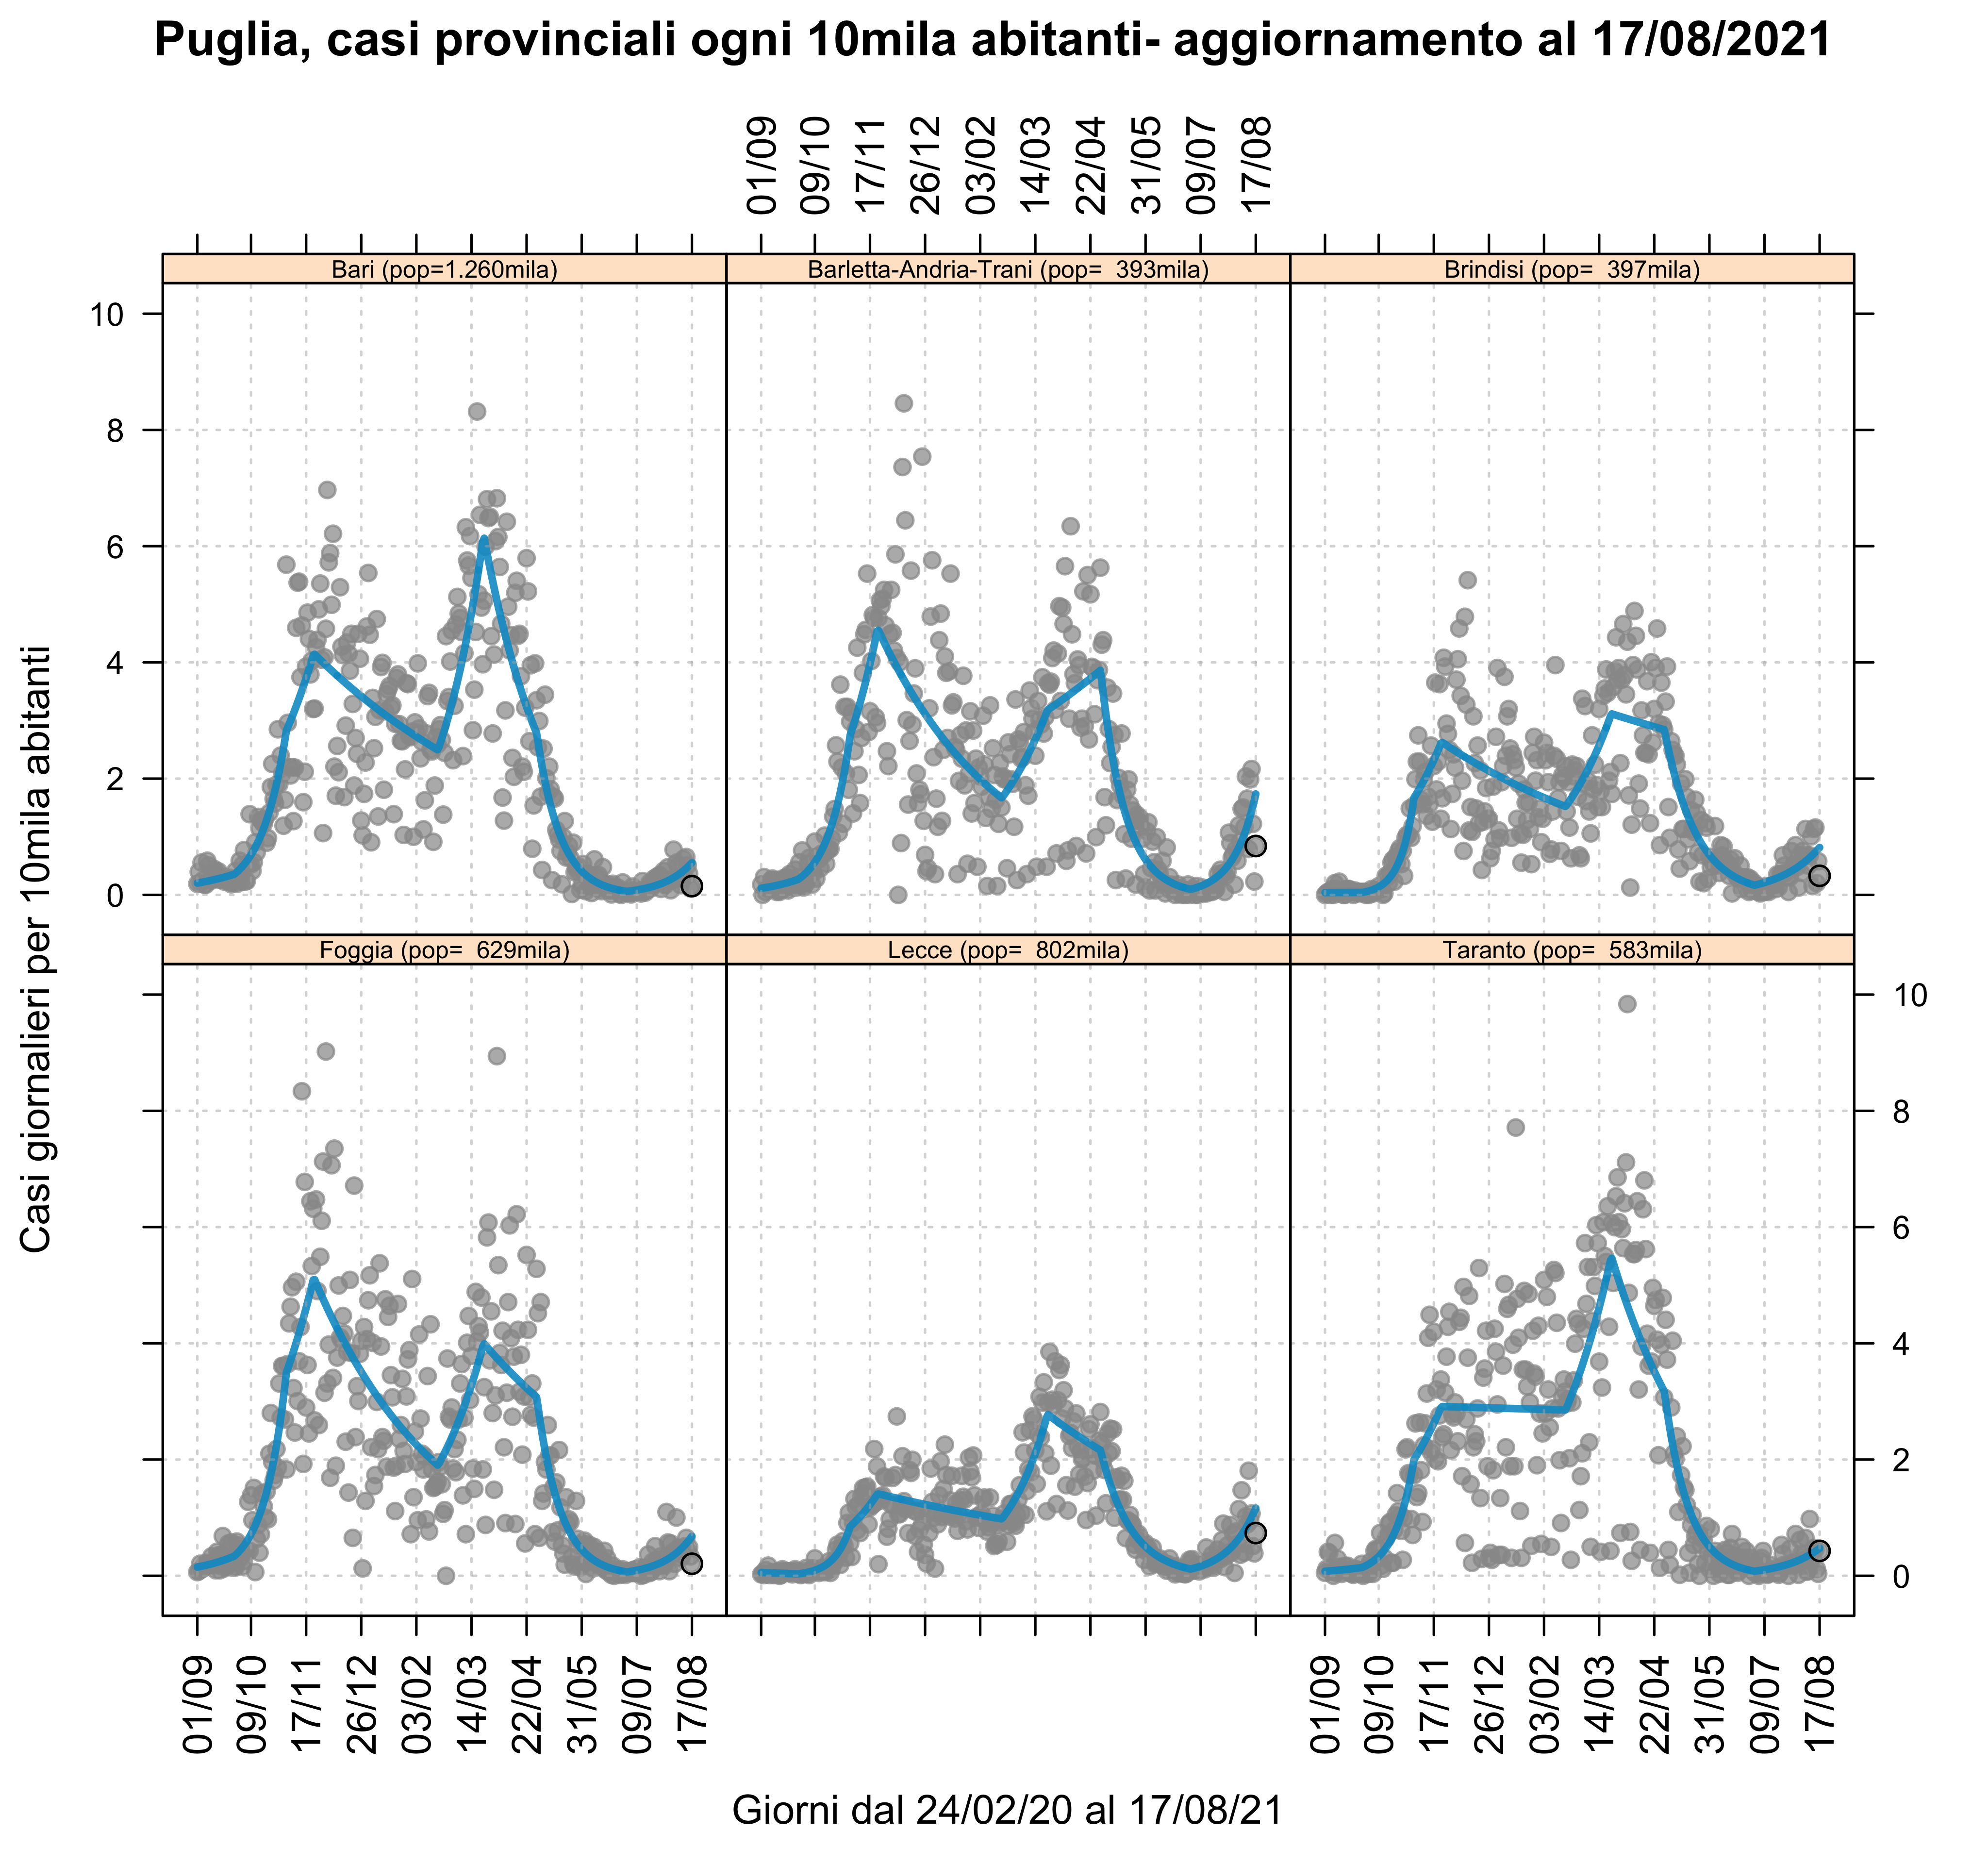 Puglia, casi provinciali ogni 10mila abitanti- aggiornamento al 17/08/2021
01/09 09/10 17/11 26/12 03/02 14/03 22/04 31/05 09/07 17/08
Bari (pop=1.260mila)
Barletta-Andria-Trani (pop=  393mila)
Brindisi (pop=  397mila)
10
8
6
4
2
0
Casi giornalieri per 10mila abitanti
Foggia (pop=  629mila)
Lecce (pop=  802mila)
Taranto (pop=  583mila)
10
8
6
4
2
0
01/09 09/10 17/11 26/12 03/02 14/03 22/04 31/05 09/07 17/08
01/09 09/10 17/11 26/12 03/02 14/03 22/04 31/05 09/07 17/08
Giorni dal 24/02/20 al 17/08/21